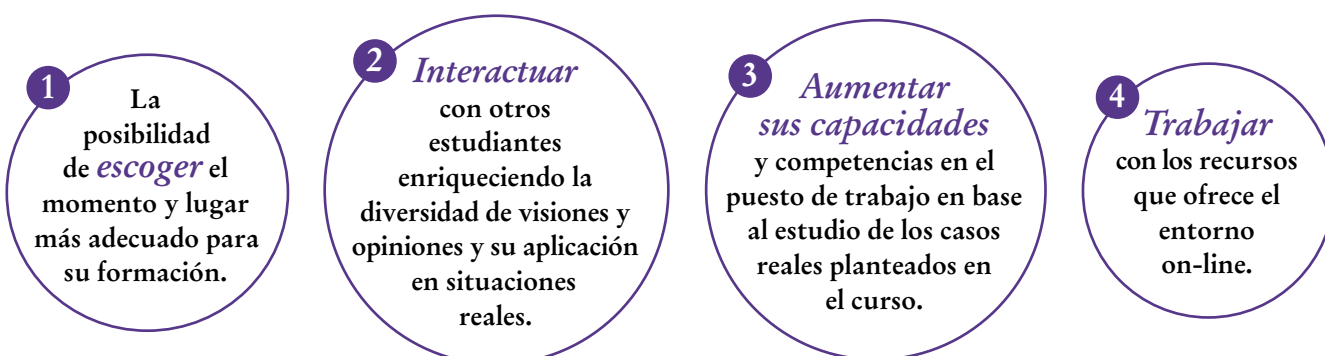 1
La
posibilidad
de escoger el
momento y lugar
más adecuado para
su formación.
2
Interactuar
con otros
estudiantes
enriqueciendo la
diversidad de visiones y
opiniones y su aplicación
en situaciones
reales.
3
Aumentar
sus capacidades
y competencias en el
puesto de trabajo en base
al estudio de los casos
reales planteados en
el curso.
4
Trabajar
con los recursos
que ofrece el
entorno
on-line.